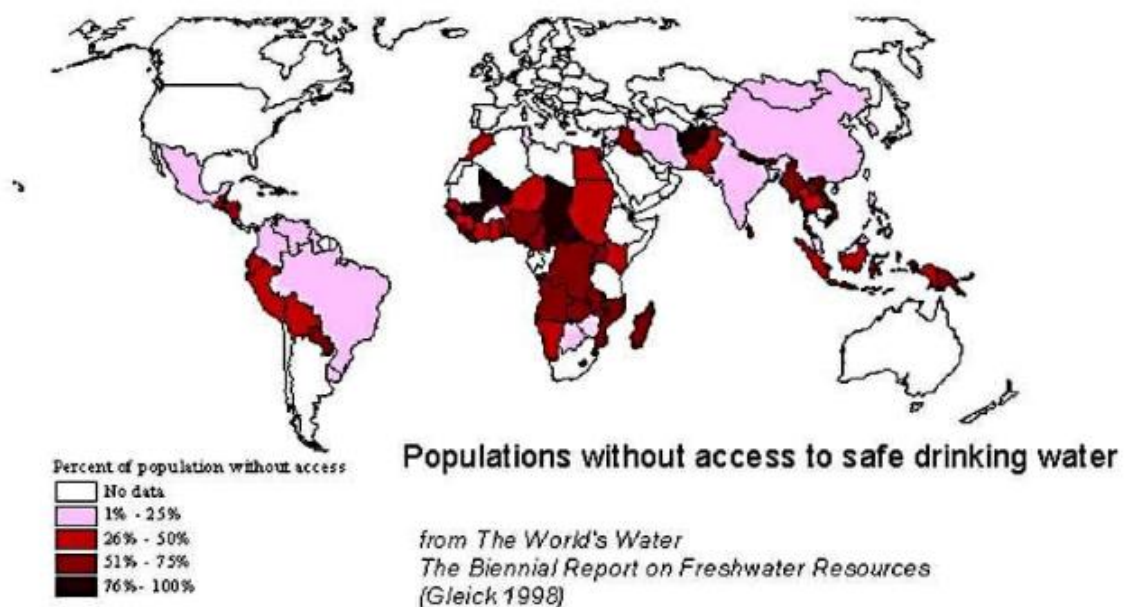 Populations without access to safe drinking water
Percent of population without access
No data
1% - 25%
26% - 50%
51% - 75%
76%- 100%
from The World's Water
The Biennial Report on Freshwater Resources
(Gleick 1998)